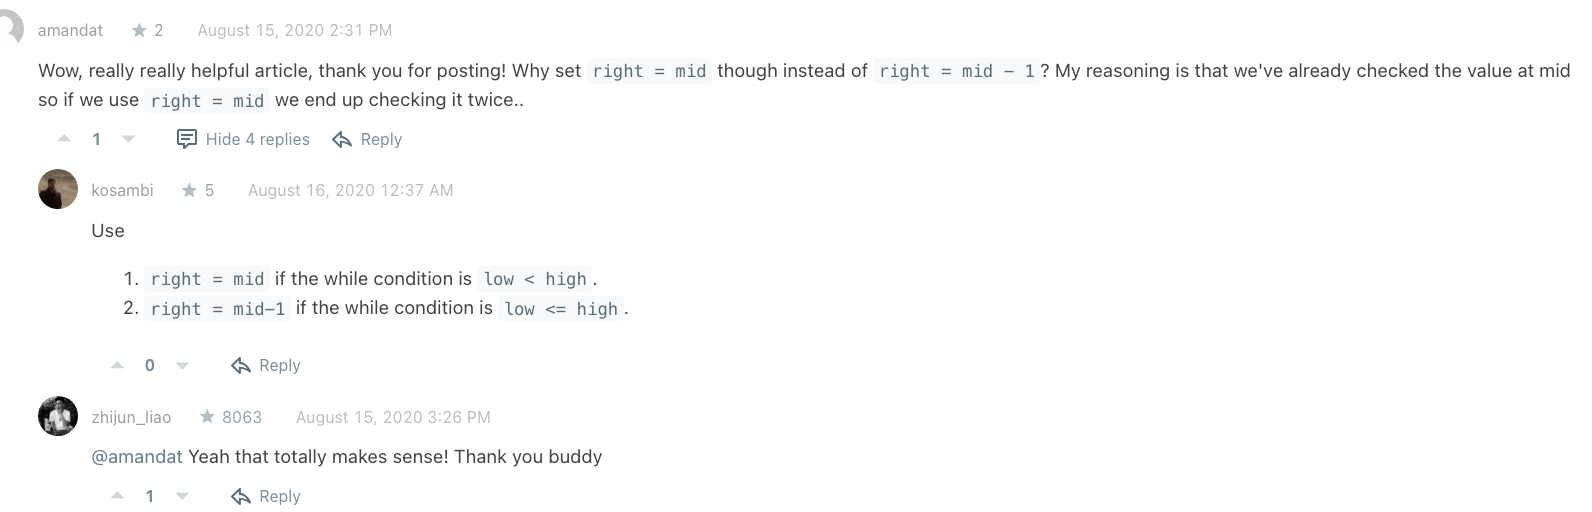 amandat ★ 2 August 15, 2020 2:31 PM
Wow, really really helpful article, thank you for posting! Why set right = mid though instead of right = mid - 1 ? My reasoning is that we've already checked the value at mid
so if we use right = mid we end up checking it twice..
1 Hide 4 replies Reply
kosambi ★ 5 August 16, 2020 12:37 AM
Use
1. right = mid if the while condition is low < high .
2. right = mid-1 if the while condition is low <= high .
0 Reply
zhijun_liao ★ 8063 August 15, 2020 3:26 PM
@amandat Yeah that totally makes sense! Thank you buddy
1 Reply